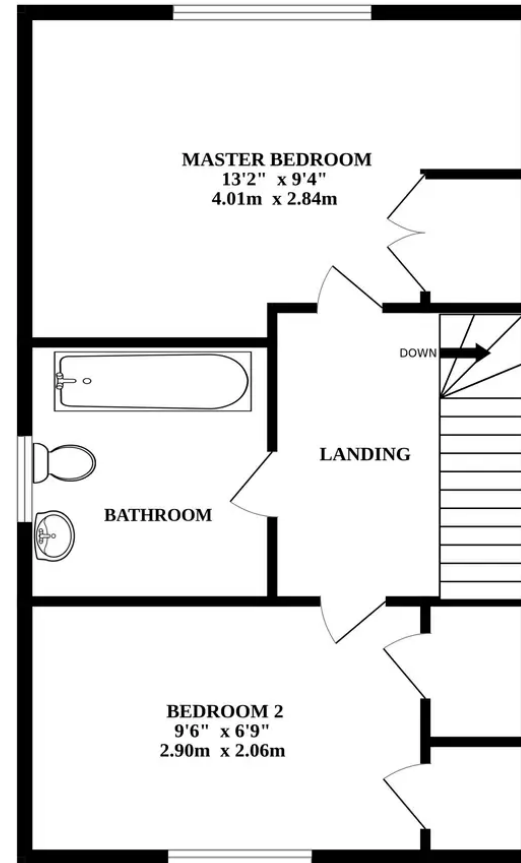 MASTER BEDROOM
13'2" x 9'4"
4.01m x 2.84m
DOWN
LANDING
BATHROOM
BEDROOM 2
9'6" x 6'9"
2.90m x 2.06m